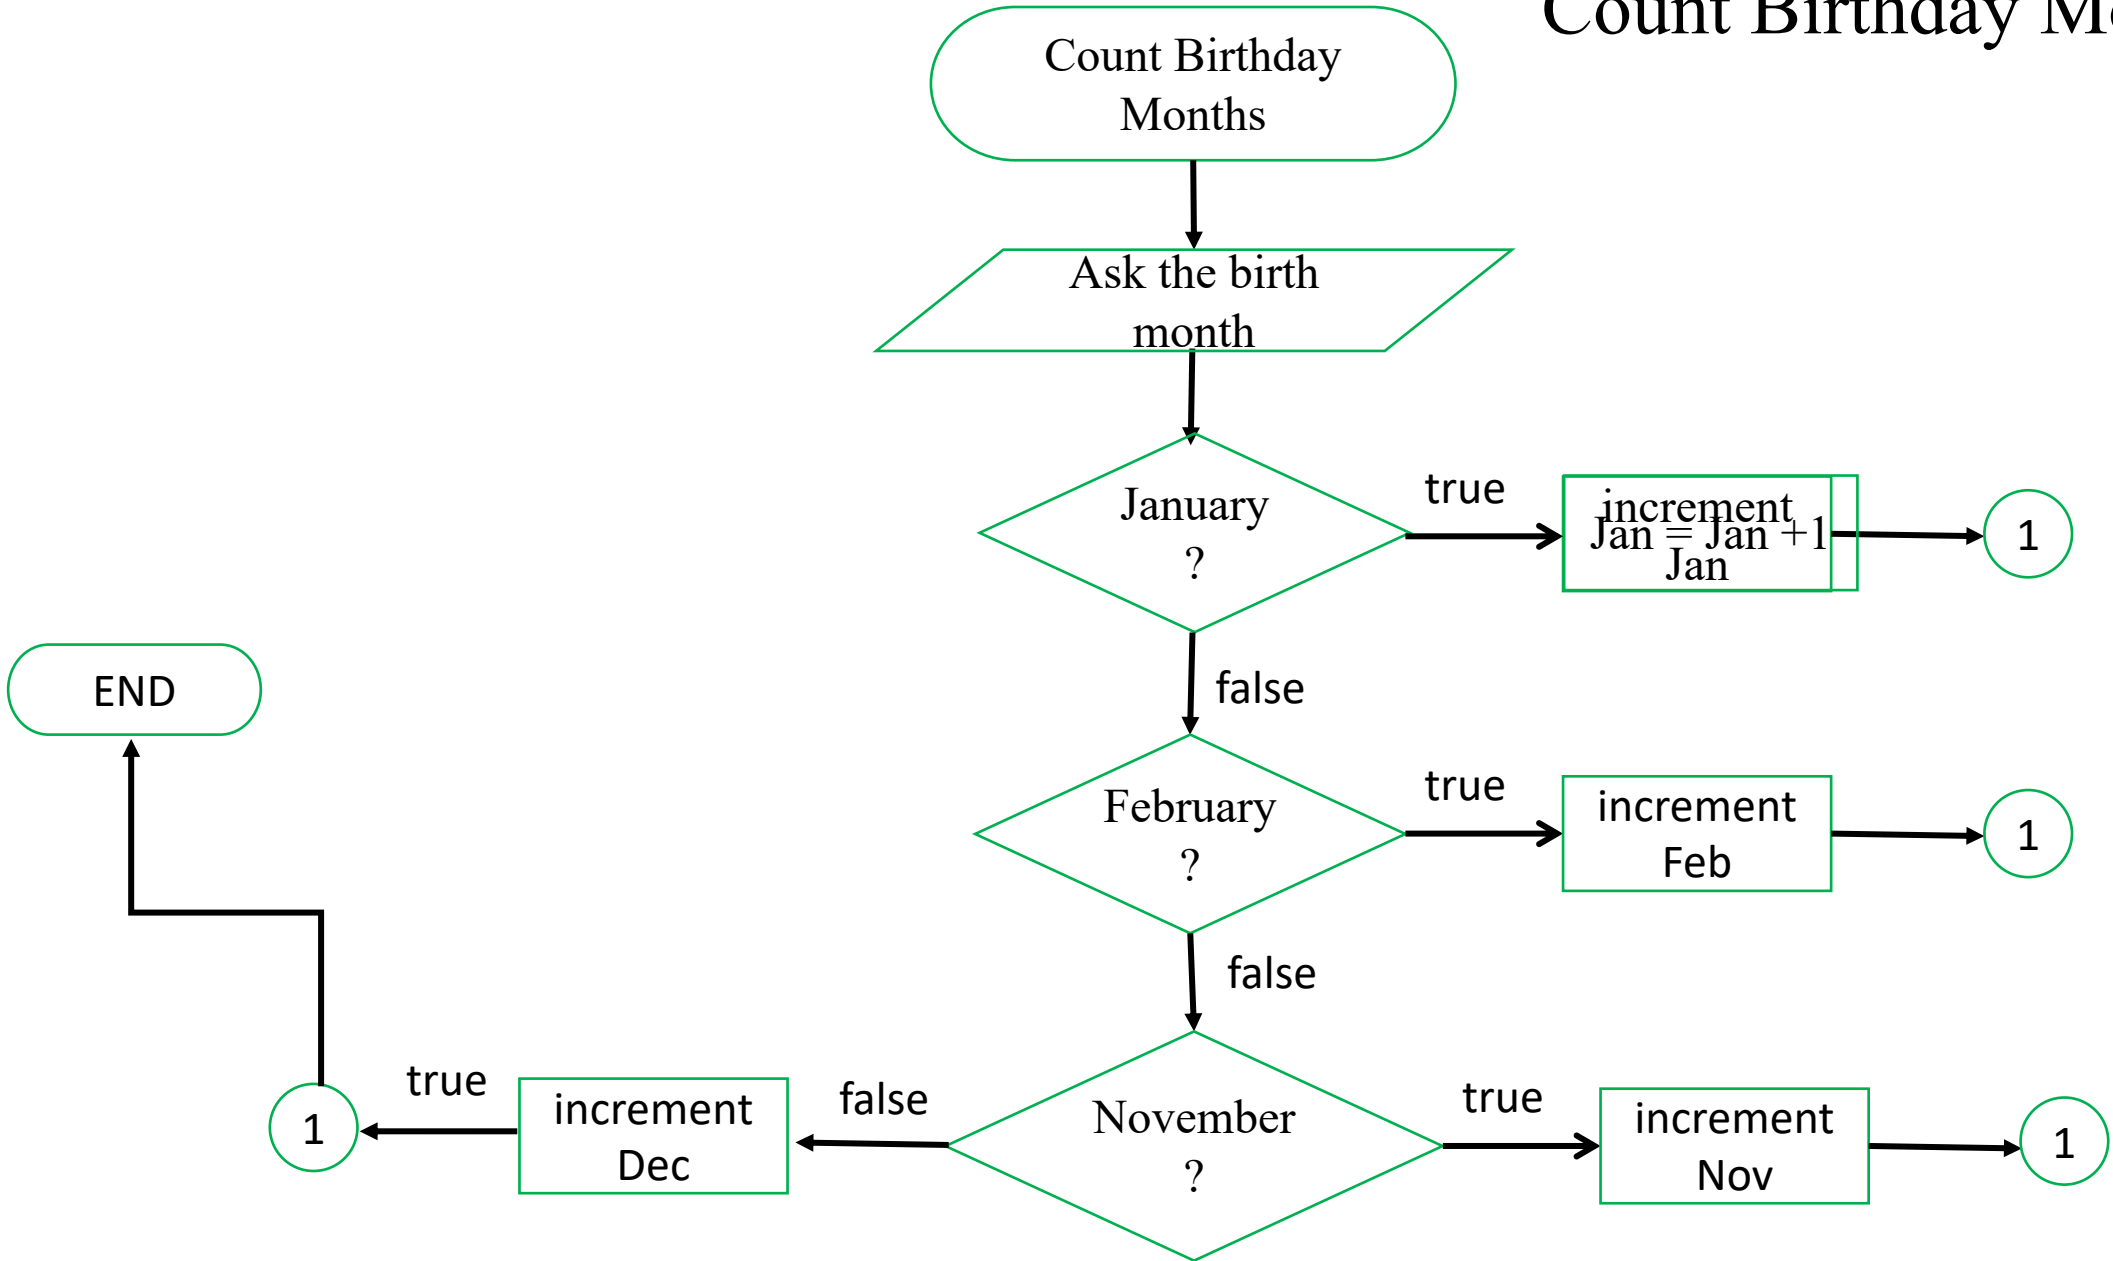 Count Birthday M
Count Birthday
Months
Ask the birth
month
January
?
true
increment
Jan = Jan +1
Jan
1
false
END
February
?
true
increment
Feb
1
false
November
?
true
increment
Nov
1
false
increment
Dec
true
1